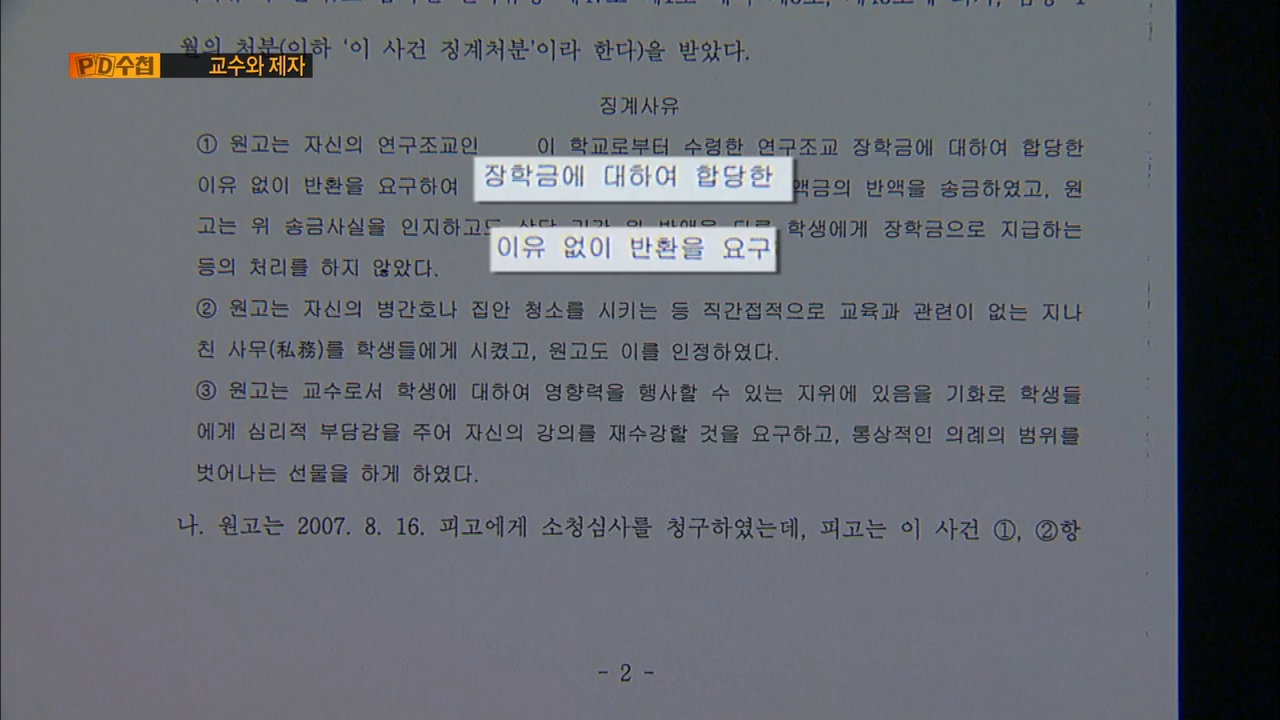 월의 처분(이하 '이 사건 징계처분'이라 한다)을 받았다.
PD수첩 교수와 제자
징계사유
① 원고는 자신의 연구조교인 이 학교로부터 수령한 연구조교 장학금에 대하여 합당한
장학금에 대하여 합당한
이유 없이 반환을 요구하여 액금의 반액을 송금하였고, 원
고는 위 송금사실을 인지하고도 학생에게 장학금으로 지급하는
이유 없이 반환을 요구
등의 처리를 하지 않았다.
② 원고는 자신의 병간호나 집안 청소를 시키는 등 직간접적으로 교육과 관련이 없는 지나
친 사무(私務)를 학생들에게 시켰고, 원고도 이를 인정하였다.
③ 원고는 교수로서 학생에 대하여 영향력을 행사할 수 있는 지위에 있음을 기화로 학생들
에게 심리적 부담감을 주어 자신의 강의를 재수강할 것을 요구하고, 통상적인 의례의 범위를
벗어나는 선물을 하게 하였다.
나. 원고는 2007. 8. 16. 피고에게 소청심사를 청구하였는데, 피고는 이 사건 ①, ②항
- 2 -